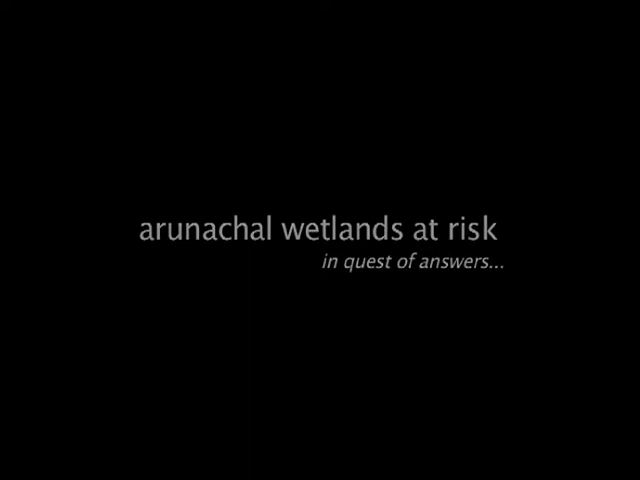 arunachal wetlands at risk
in quest of answers...